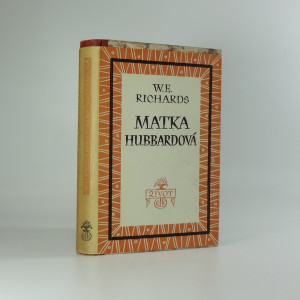 W. E.
RICHARDS
MATKA
HUBBARDOVÁ
ŽIVOT